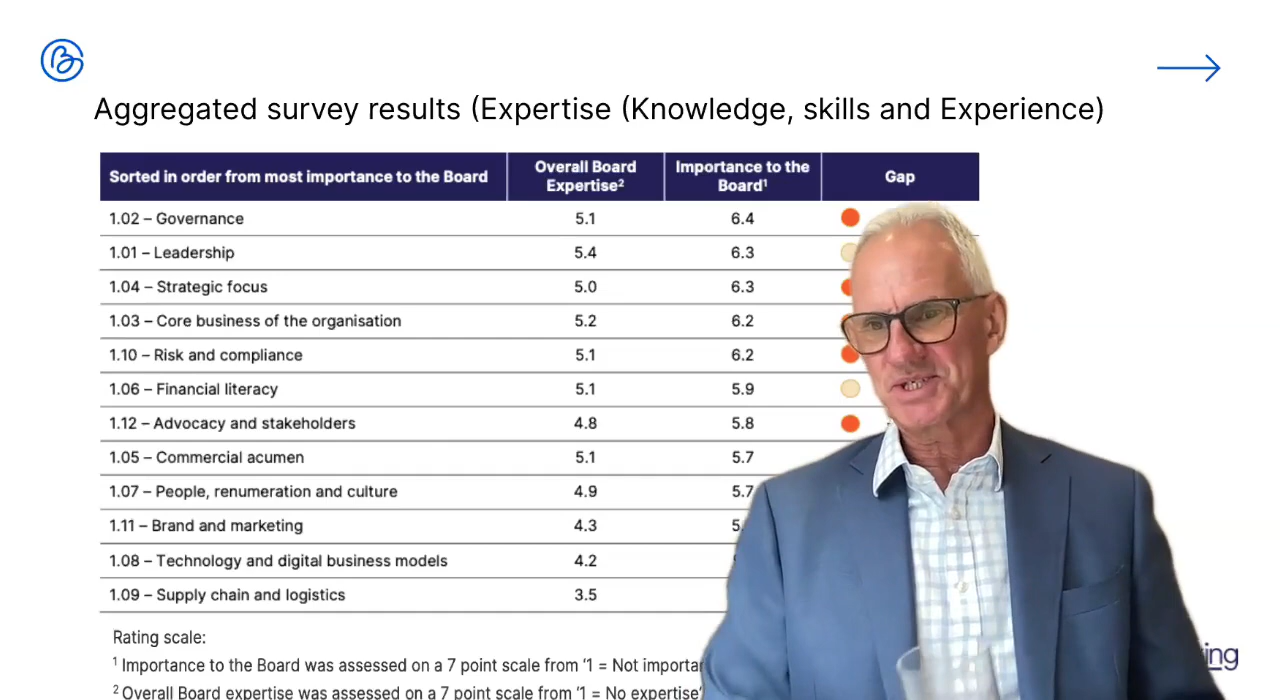 Aggregated survey results (Expertise (Knowledge, skills and Experience)
Sorted in order from most importance to the Board Overall Board Expertise² Importance to the Board¹ Gap
1.02 – Governance 5.1 6.4
1.01 – Leadership 5.4 6.3
1.04 – Strategic focus 5.0 6.3
1.03 – Core business of the organisation 5.2 6.2
1.10 – Risk and compliance 5.1 6.2
1.06 – Financial literacy 5.1 5.9
1.12 – Advocacy and stakeholders 4.8 5.8
1.05 – Commercial acumen 5.1 5.7
1.07 – People, renumeration and culture 4.9 5.7
1.11 – Brand and marketing 4.3
1.08 – Technology and digital business models 4.2
1.09 – Supply chain and logistics 3.5
Rating scale:
¹ Importance to the Board was assessed on a 7 point scale from ‘1 = Not
² Overall Board expertise was assessed on a 7 point scale from ‘1 = No expertise’